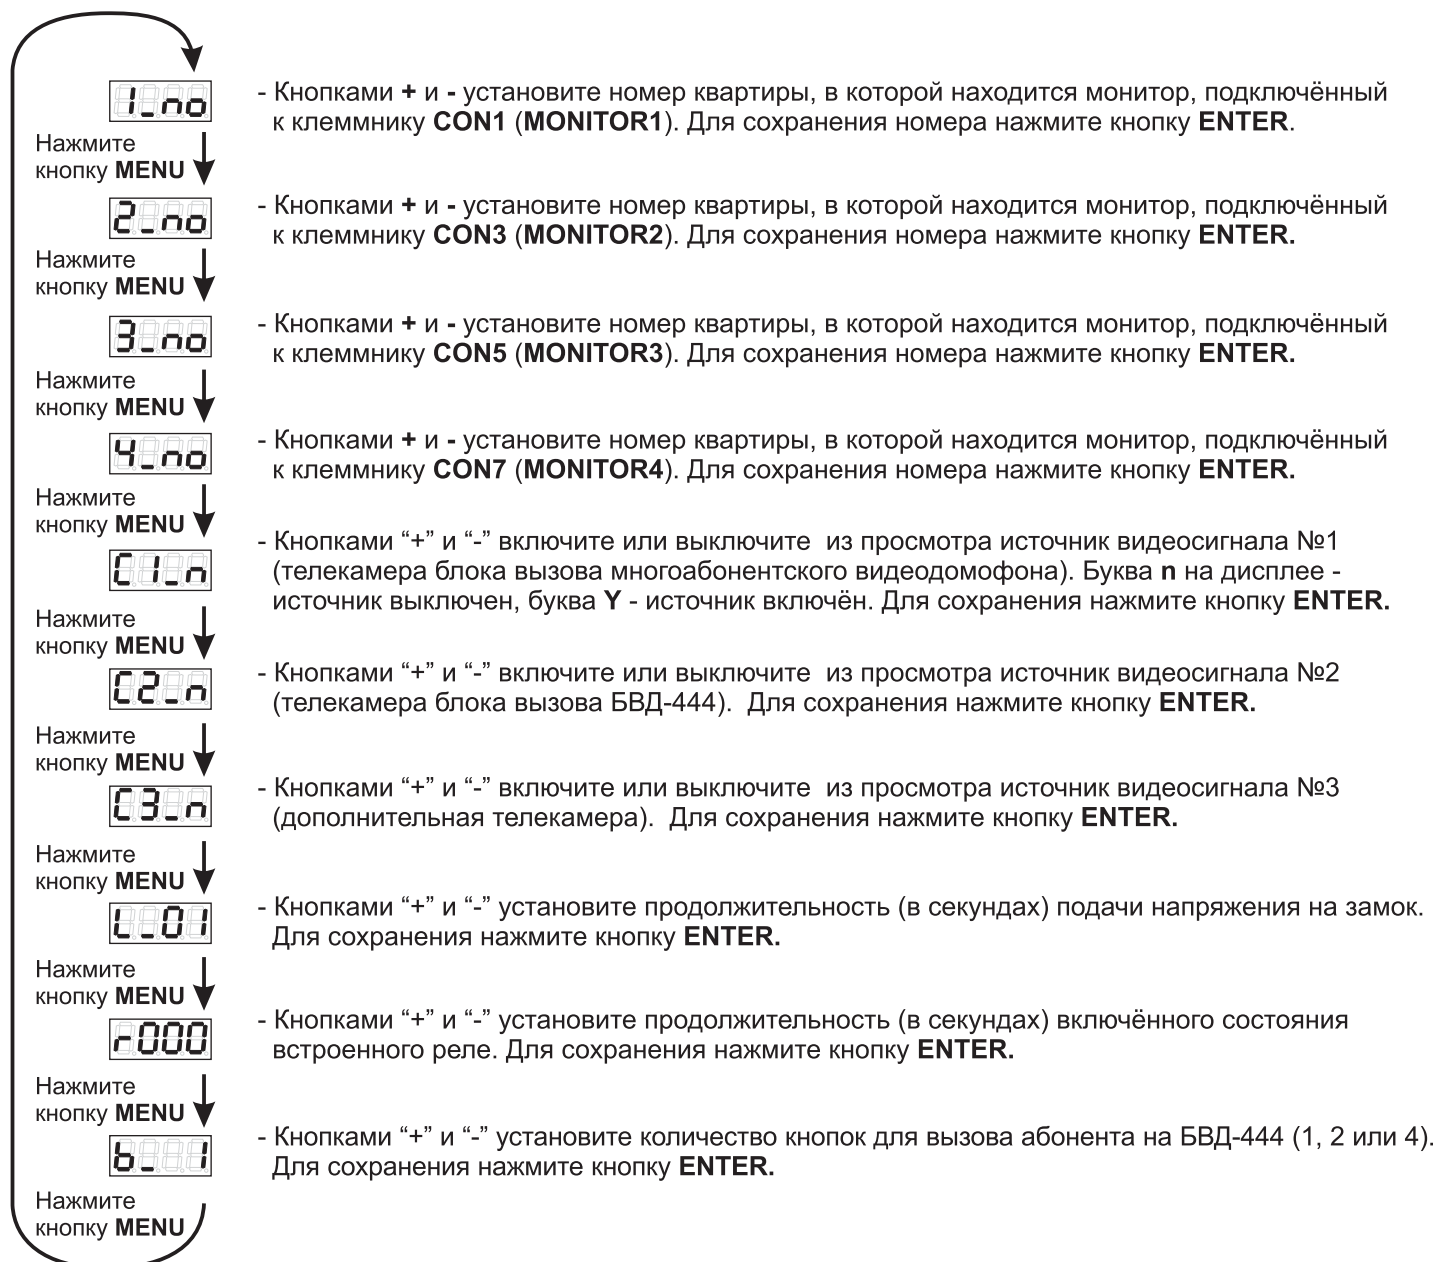 1_no
- Кнопками + и - установите номер квартиры, в которой находится монитор, подключённый
к клеммнику CON1 (MONITOR1). Для сохранения номера нажмите кнопку ENTER.
Нажмите
кнопку MENU
2_no
- Кнопками + и - установите номер квартиры, в которой находится монитор, подключённый
к клеммнику CON3 (MONITOR2). Для сохранения номера нажмите кнопку ENTER.
Нажмите
кнопку MENU
3_no
- Кнопками + и - установите номер квартиры, в которой находится монитор, подключённый
к клеммнику CON5 (MONITOR3). Для сохранения номера нажмите кнопку ENTER.
Нажмите
кнопку MENU
4_no
- Кнопками + и - установите номер квартиры, в которой находится монитор, подключённый
к клеммнику CON7 (MONITOR4). Для сохранения номера нажмите кнопку ENTER.
Нажмите
кнопку MENU
C1_n
- Кнопками “+” и “-” включите или выключите из просмотра источник видеосигнала №1
(телекамера блока вызова многоабонентского видеодомофона). Буква n на дисплее -
источник выключен, буква Y - источник включён. Для сохранения нажмите кнопку ENTER.
Нажмите
кнопку MENU
C2_n
- Кнопками “+” и “-” включите или выключите из просмотра источник видеосигнала №2
(телекамера блока вызова БВД-444). Для сохранения нажмите кнопку ENTER.
Нажмите
кнопку MENU
C3_n
- Кнопками “+” и “-” включите или выключите из просмотра источник видеосигнала №3
(дополнительная телекамера). Для сохранения нажмите кнопку ENTER.
Нажмите
кнопку MENU
L_01
- Кнопками “+” и “-” установите продолжительность (в секундах) подачи напряжения на замок.
Для сохранения нажмите кнопку ENTER.
Нажмите
кнопку MENU
r000
- Кнопками “+” и “-” установите продолжительность (в секундах) включённого состояния
встроенного реле. Для сохранения нажмите кнопку ENTER.
Нажмите
кнопку MENU
b_ 1
- Кнопками “+” и “-” установите количество кнопок для вызова абонента на БВД-444 (1, 2 или 4).
Для сохранения нажмите кнопку ENTER.
Нажмите
кнопку MENU